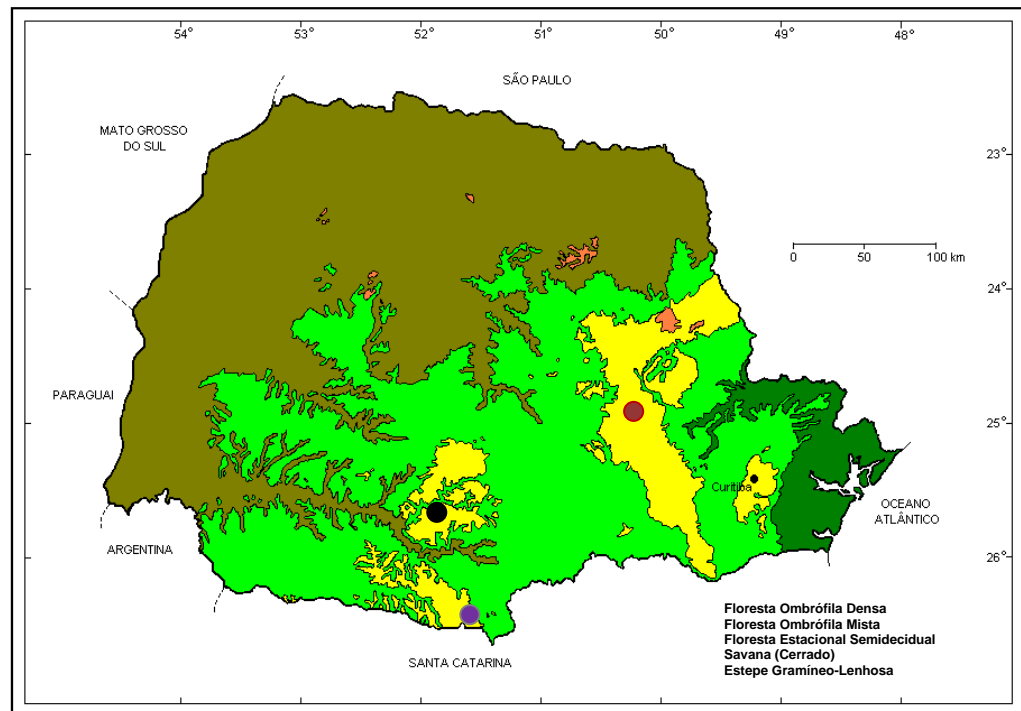 54° 53° 52° 51° 50° 49° 48°
SÃO PAULO
MATO GROSSO
DO SUL
23°
0 50 100 km
24°
PARAGUAI
25°
Curitiba
OCEANO
ATLÂNTICO
ARGENTINA
26°
Floresta Ombrófila Densa
Floresta Ombrófila Mista
Floresta Estacional Semidecidual
Savana (Cerrado)
Estepe Gramíneo-Lenhosa
SANTA CATARINA